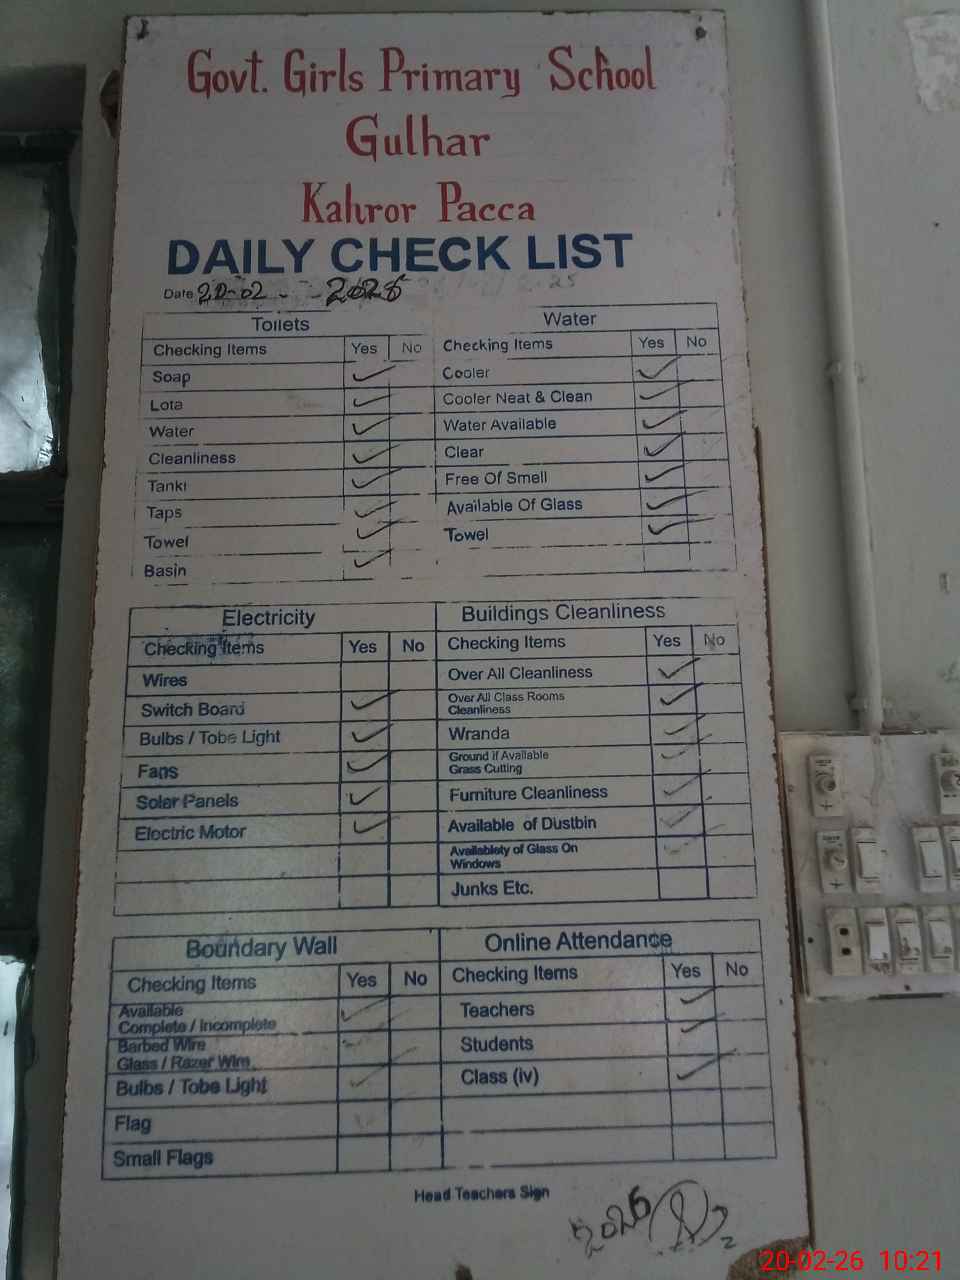 Govt. Girls Primary School
Gulhar
Kahror Pacca
DAILY CHECK LIST
Date 20-02 - 2026
Toilets
Checking Items Yes No
Soap
Lota
Water
Cleanliness
Tanki
Taps
Towel
Basin
Water
Checking Items Yes No
Cooler
Cooler Neat & Clean
Water Available
Clear
Free Of Smell
Available Of Glass
Towel
Electricity
Checking Items Yes No
Wires
Switch Board
Bulbs / Tobe Light
Fans
Soler Panels
Electric Motor
Buildings Cleanliness
Checking Items Yes No
Over All Cleanliness
Over All Class Rooms
Cleanliness
Wranda
Ground if Available
Grass Cutting
Furniture Cleanliness
Available of Dustbin
Availablety of Glass On
Windows
Junks Etc.
Boundary Wall
Checking Items Yes No
Available
Complete / Incomplete
Barbed Wire
Glass / Razer Wire
Bulbs / Tobe Light
Flag
Small Flags
Online Attendance
Checking Items Yes No
Teachers
Students
Class (iv)
Head Teachers Sign
2026
20-02-26 10:21